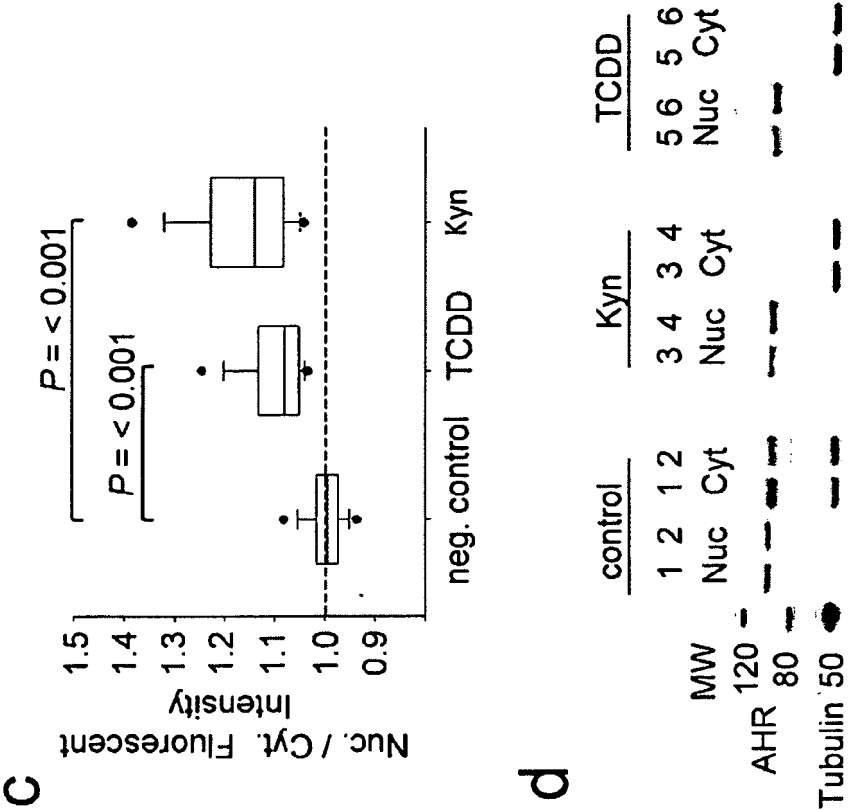 c
P = < 0.001
P = < 0.001
1.5
1.4
1.3
1.2
1.1
1.0
0.9
Nuc. / Cyt. Fluorescent
Intensity
neg. control TCDD Kyn
d
control Kyn TCDD
1 2 1 2 3 4 3 4 5 6 5 6
MW Nuc Cyt Nuc Cyt Nuc Cyt
120
AHR
80
Tubulin 50